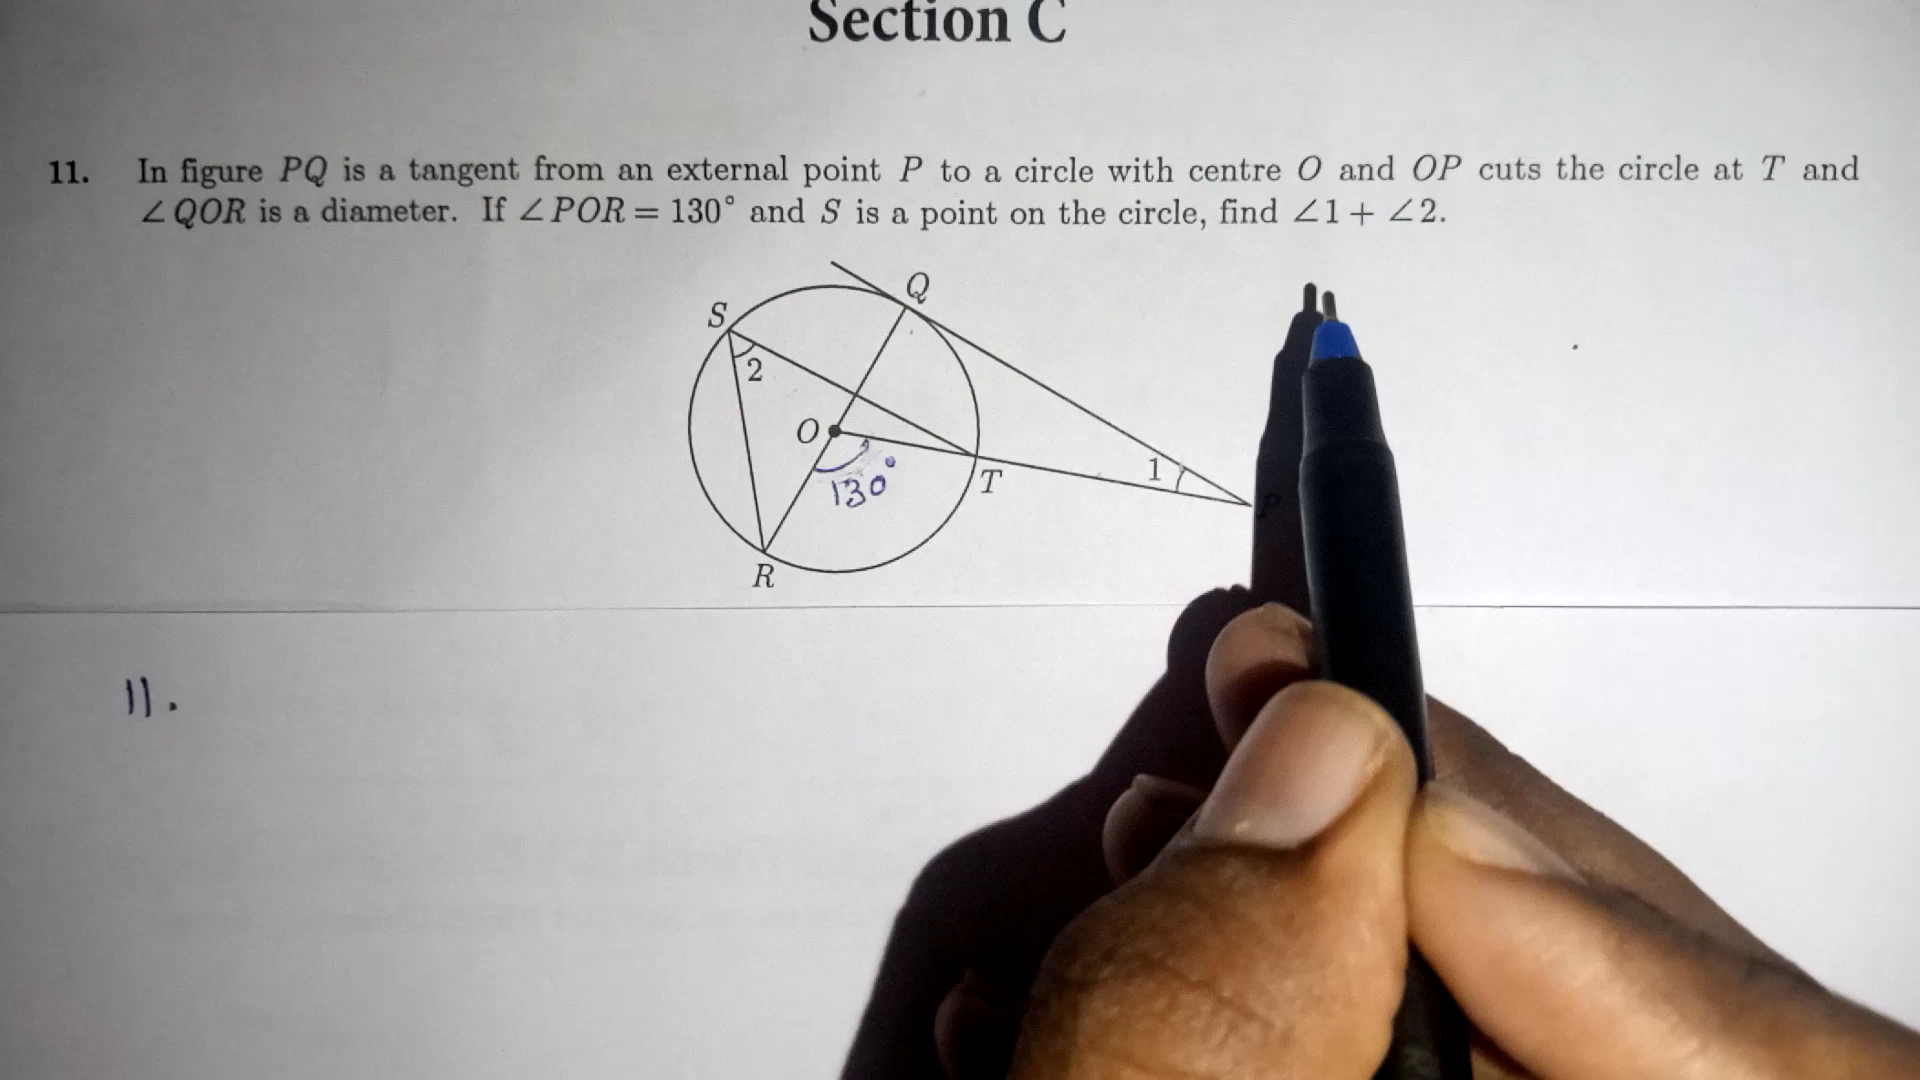 Section C
11. In figure PQ is a tangent from an external point P to a circle with centre O and OP cuts the circle at T and
∠QOR is a diameter. If ∠POR = 130° and S is a point on the circle, find ∠1 + ∠2.
Q
S
2
O
1
T
130°
P
R
11.